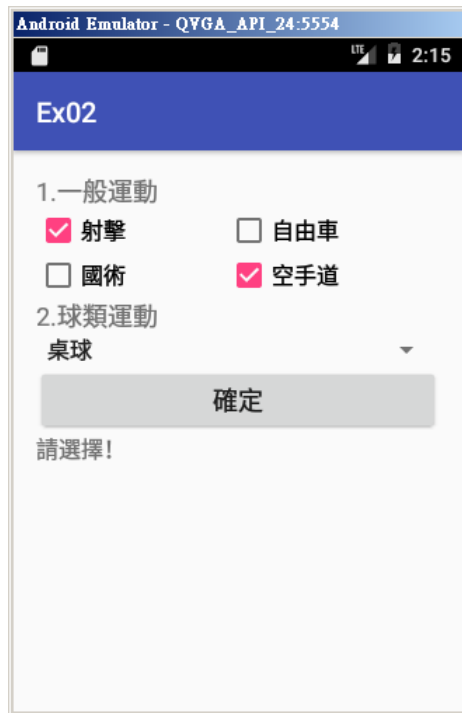 Android Emulator - QVGA_API_24:5554
LTE 2:15
Ex02
1.一般運動
射擊 自由車
國術 空手道
2.球類運動
桌球
確定
請選擇!